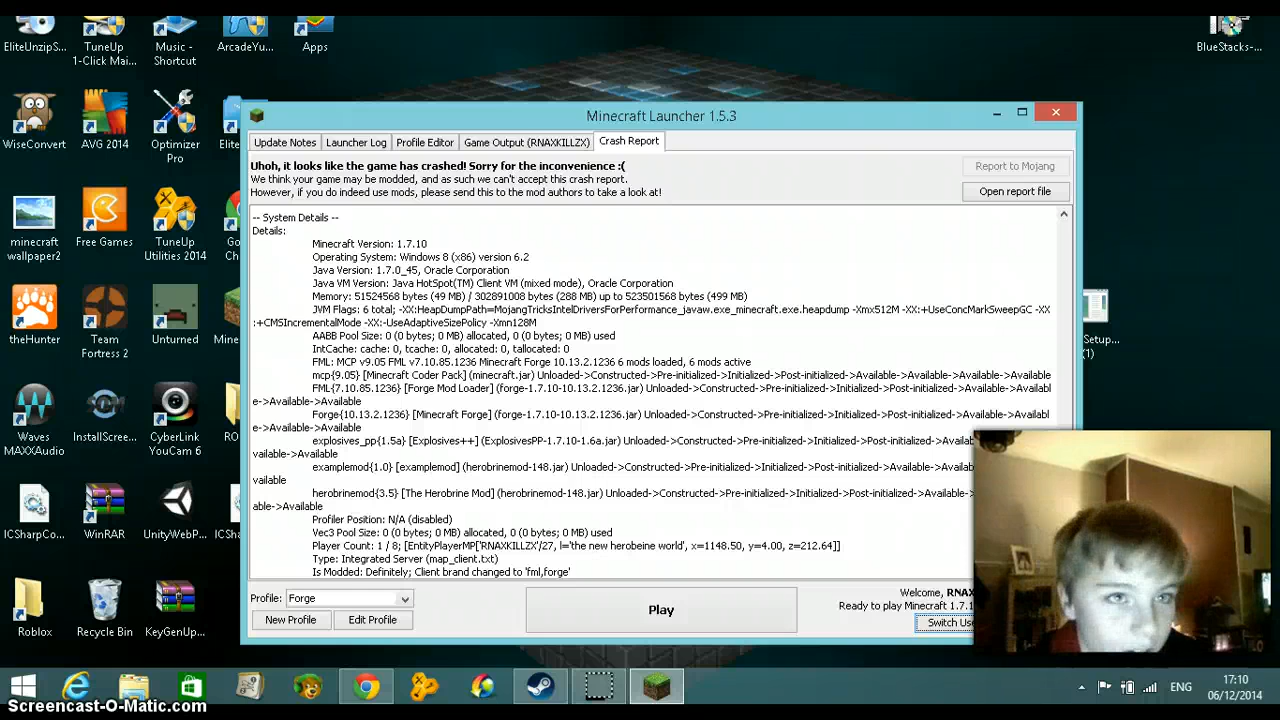 EliteUnzipS...
TuneUp
1-Click Mai...
Music -
Shortcut
ArcadeYu...
Apps
BlueStacks-...
WiseConvert
AVG 2014
Optimizer
Pro
Elite
minecraft
wallpaper2
Free Games
TuneUp
Utilities 2014
Go
Ch
theHunter
Team
Fortress 2
Unturned
Mine
Setup...
(1)
Waves
MAXXAudio
InstallScree...
CyberLink
YouCam 6
RO
ICSharpCo...
WinRAR
UnityWebP...
ICSha
Roblox
Recycle Bin
KeyGenUp...
Minecraft Launcher 1.5.3
Update Notes
Launcher Log
Profile Editor
Game Output (RNAXKILLZX)
Crash Report
Uhoh, it looks like the game has crashed! Sorry for the inconvenience :(
We think your game may be modded, and as such we can't accept this crash report.
However, if you do indeed use mods, please send this to the mod authors to take a look at!
Report to Mojang
Open report file
-- System Details --
Details:
Minecraft Version: 1.7.10
Operating System: Windows 8 (x86) version 6.2
Java Version: 1.7.0_45, Oracle Corporation
Java VM Version: Java HotSpot(TM) Client VM (mixed mode), Oracle Corporation
Memory: 51524568 bytes (49 MB) / 302891008 bytes (288 MB) up to 523501568 bytes (499 MB)
JVM Flags: 6 total; -XX:HeapDumpPath=MojangTricksIntelDriversForPerformance_javaw.exe_minecraft.exe.heapdump -Xmx512M -XX:+UseConcMarkSweepGC -XX
:+CMSIncrementalMode -XX:-UseAdaptiveSizePolicy -Xmn128M
AABB Pool Size: 0 (0 bytes; 0 MB) allocated, 0 (0 bytes; 0 MB) used
IntCache: cache: 0, tcache: 0, allocated: 0, tallocated: 0
FML: MCP v9.05 FML v7.10.85.1236 Minecraft Forge 10.13.2.1236 6 mods loaded, 6 mods active
mcp{9.05} [Minecraft Coder Pack] (minecraft.jar) Unloaded->Constructed->Pre-initialized->Initialized->Post-initialized->Available->Available->Available->Available
FML{7.10.85.1236} [Forge Mod Loader] (forge-1.7.10-10.13.2.1236.jar) Unloaded->Constructed->Pre-initialized->Initialized->Post-initialized->Available->Availabl
e->Available->Available
Forge{10.13.2.1236} [Minecraft Forge] (forge-1.7.10-10.13.2.1236.jar) Unloaded->Constructed->Pre-initialized->Initialized->Post-initialized->Available->Availabl
e->Available->Available
explosives_pp{1.5a} [Explosives++] (ExplosivesPP-1.7.10-1.6a.jar) Unloaded->Constructed->Pre-initialized->Initialized->Post-initialized->Available->A
vailable->Available
examplemod{1.0} [examplemod] (herobrinemod-148.jar) Unloaded->Constructed->Pre-initialized->Initialized->Post-initialized->Available->Availa
vailable
herobrinemod{3.5} [The Herobrine Mod] (herobrinemod-148.jar) Unloaded->Constructed->Pre-initialized->Initialized->Post-initialized->Available->
able->Available
Profiler Position: N/A (disabled)
Vec3 Pool Size: 0 (0 bytes; 0 MB) allocated, 0 (0 bytes; 0 MB) used
Player Count: 1 / 8; [EntityPlayerMP['RNAXKILLZX'/27, l='the new herobeine world', x=1148.50, y=4.00, z=212.64]]
Type: Integrated Server (map_client.txt)
Is Modded: Definitely; Client brand changed to 'fml,forge'
Profile:
Forge
New Profile
Edit Profile
Play
Welcome, RNAX
Ready to play Minecraft 1.7.1
Switch Use
ENG
17:10
06/12/2014
Screencast-O-Matic.com